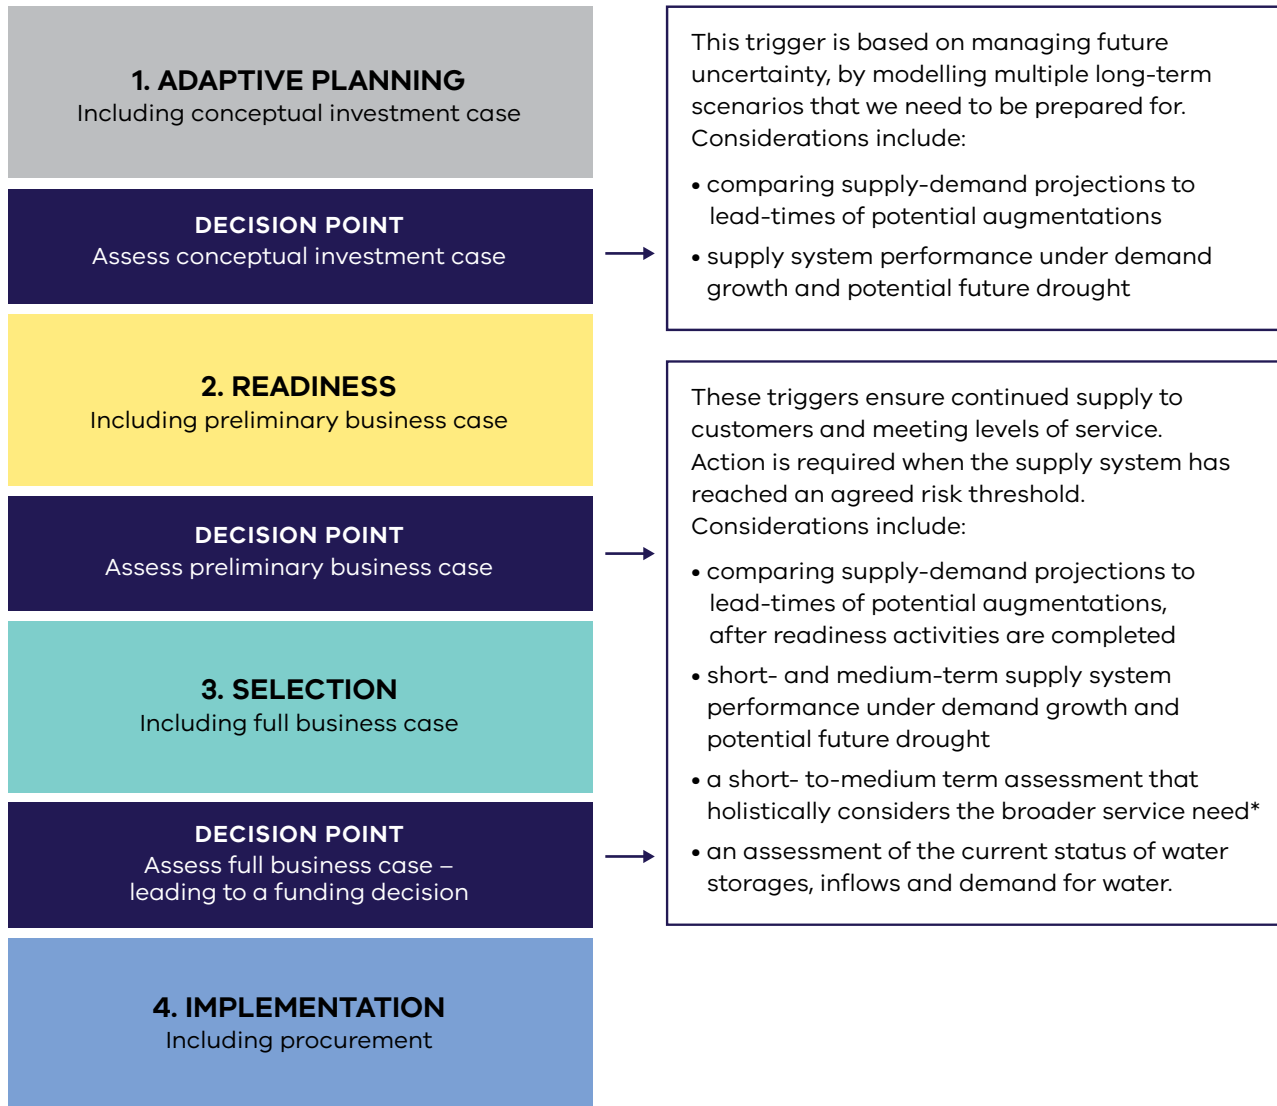 1. ADAPTIVE PLANNING
Including conceptual investment case
DECISION POINT
Assess conceptual investment case
This trigger is based on managing future
uncertainty, by modelling multiple long-term
scenarios that we need to be prepared for.
Considerations include:
• comparing supply-demand projections to
lead-times of potential augmentations
• supply system performance under demand
growth and potential future drought
2. READINESS
Including preliminary business case
DECISION POINT
Assess preliminary business case
3. SELECTION
Including full business case
DECISION POINT
Assess full business case –
leading to a funding decision
These triggers ensure continued supply to
customers and meeting levels of service.
Action is required when the supply system has
reached an agreed risk threshold.
Considerations include:
• comparing supply-demand projections to
lead-times of potential augmentations,
after readiness activities are completed
• short- and medium-term supply system
performance under demand growth and
potential future drought
• a short- to-medium term assessment that
holistically considers the broader service need*
• an assessment of the current status of water
storages, inflows and demand for water.
4. IMPLEMENTATION
Including procurement